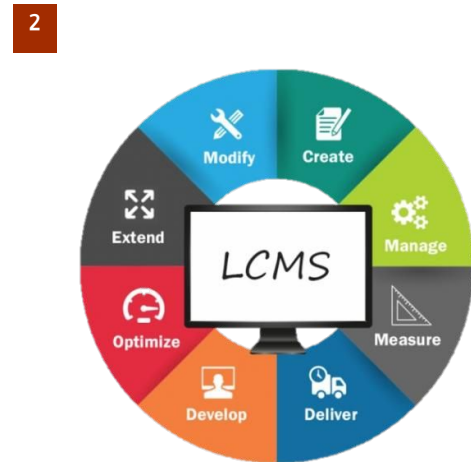 2
Modify
Create
Extend
Manage
LCMS
Optimize
Measure
Develop
Deliver